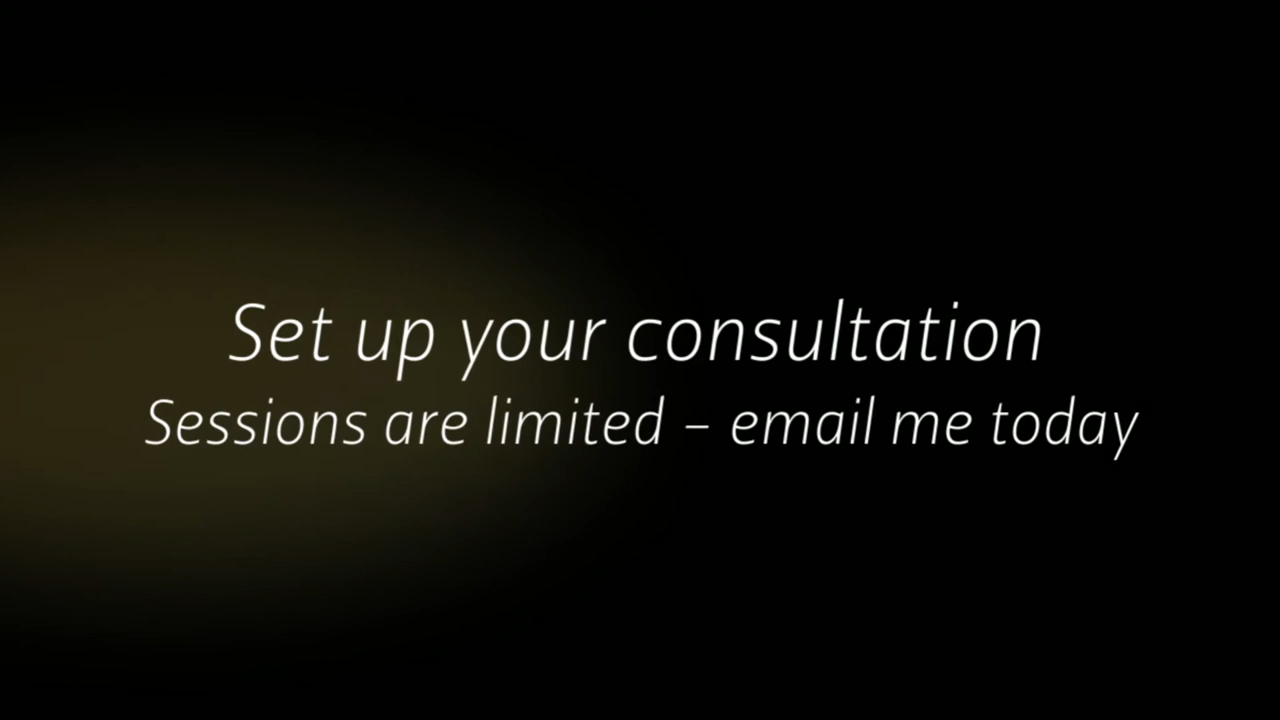 Set up your consultation
Sessions are limited – email me today